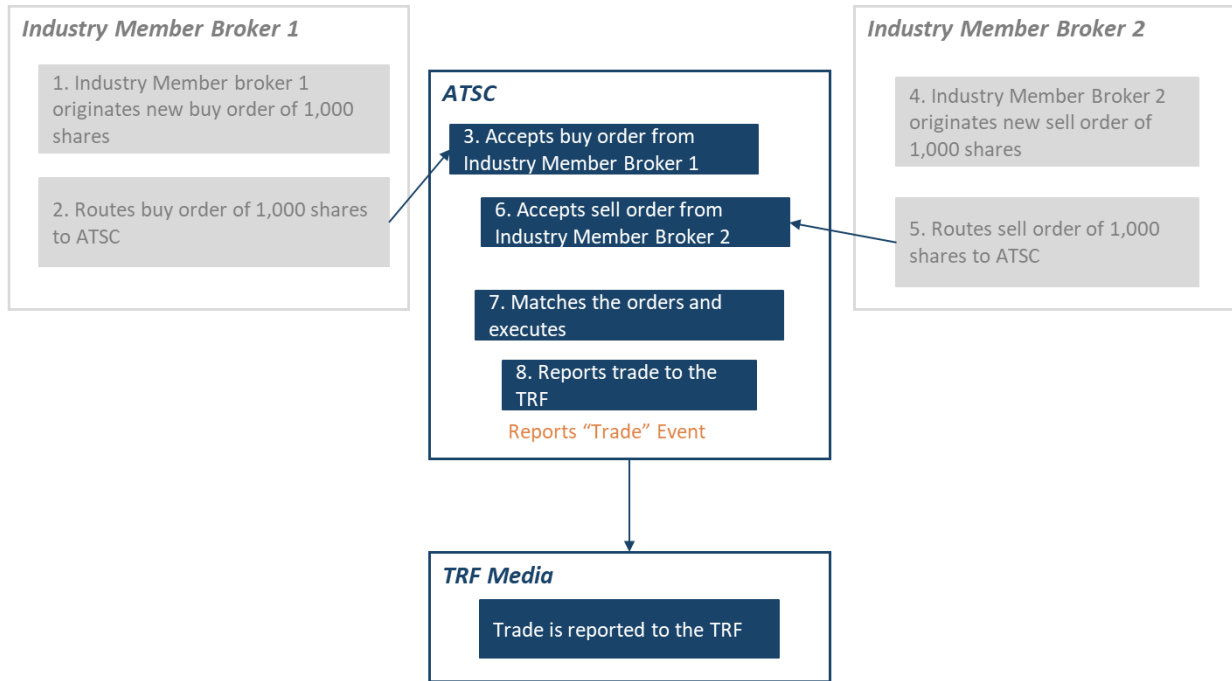 Industry Member Broker 1
1. Industry Member broker 1
originates new buy order of 1,000
shares
2. Routes buy order of 1,000 shares
to ATSC
ATSC
3. Accepts buy order from
Industry Member Broker 1
6. Accepts sell order from
Industry Member Broker 2
7. Matches the orders and
executes
8. Reports trade to the
TRF
Reports “Trade” Event
Industry Member Broker 2
4. Industry Member Broker 2
originates new sell order of
1,000 shares
5. Routes sell order of 1,000
shares to ATSC
TRF Media
Trade is reported to the TRF